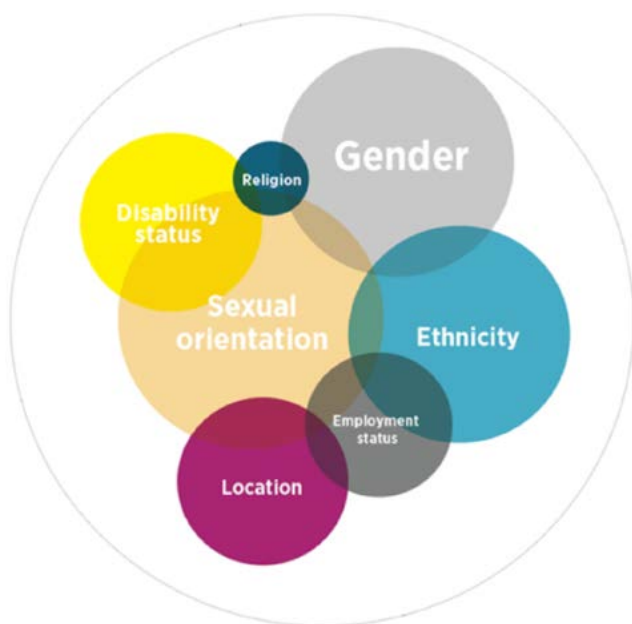 Gender
Religion
Disability
status
Sexual
orientation
Ethnicity
Employment
status
Location